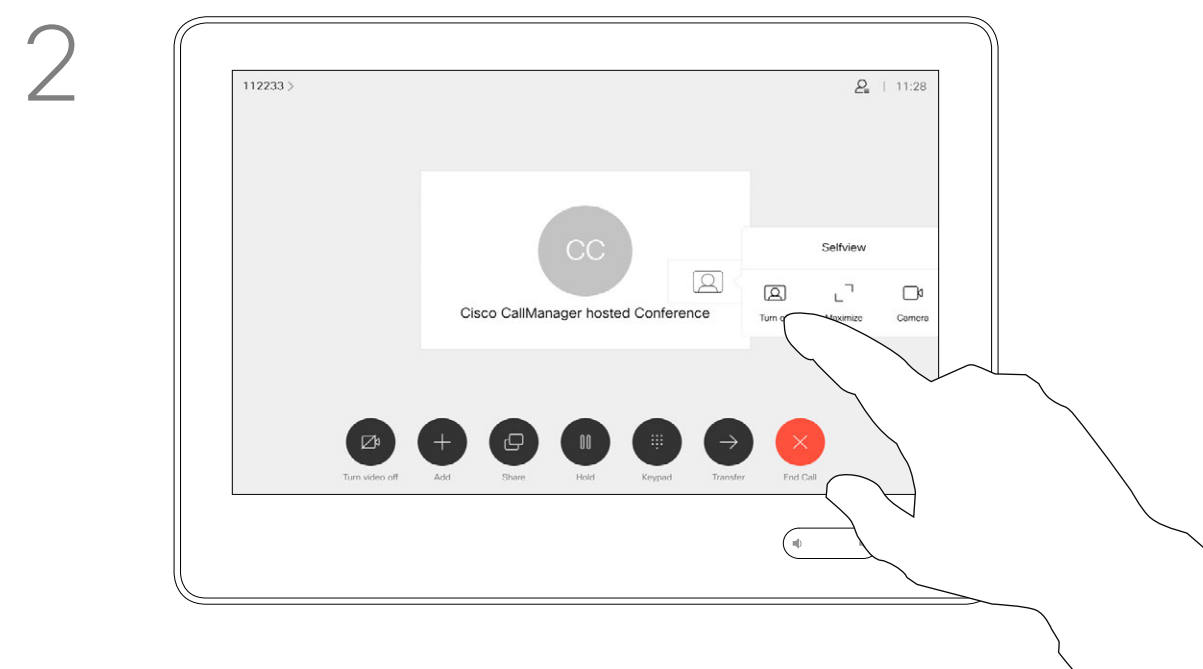 2
112233 >
11:28
CC
Cisco CallManager hosted Conference
Selfview
Turn
Maximize
Camera
Turn video off
Add
Share
Hold
Keypad
Transfer
End Call